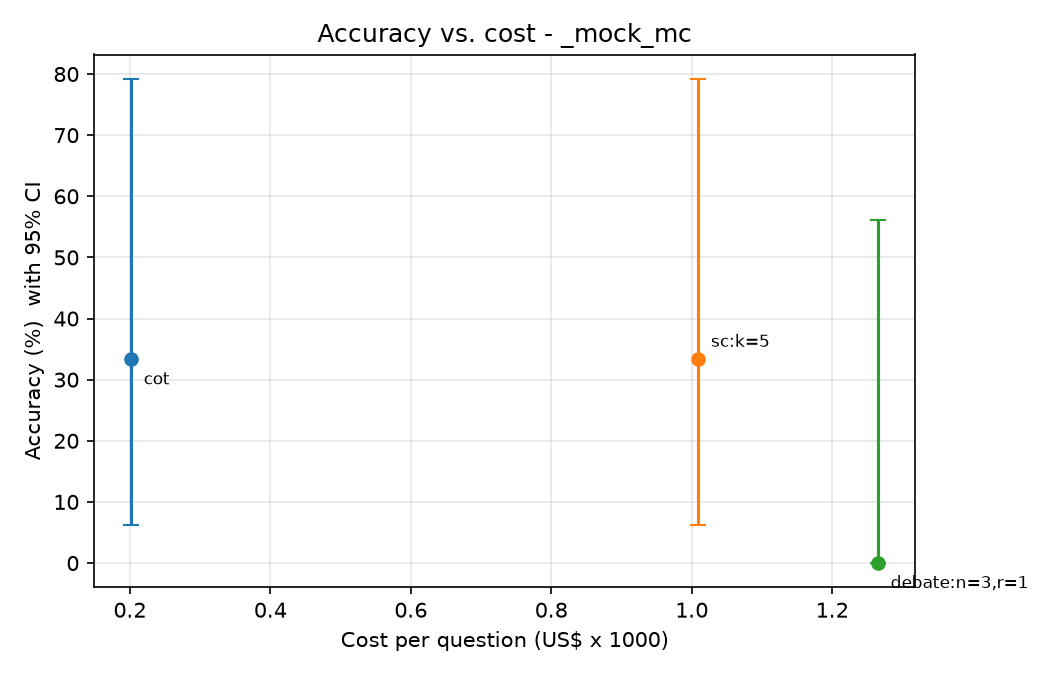 Accuracy vs. cost - _mock_mc
Accuracy (%)  with 95% CI
80
70
60
50
40
30
20
10
0
cot
sc:k=5
debate:n=3,r=1
0.2
0.4
0.6
0.8
1.0
1.2
Cost per question (US$ x 1000)